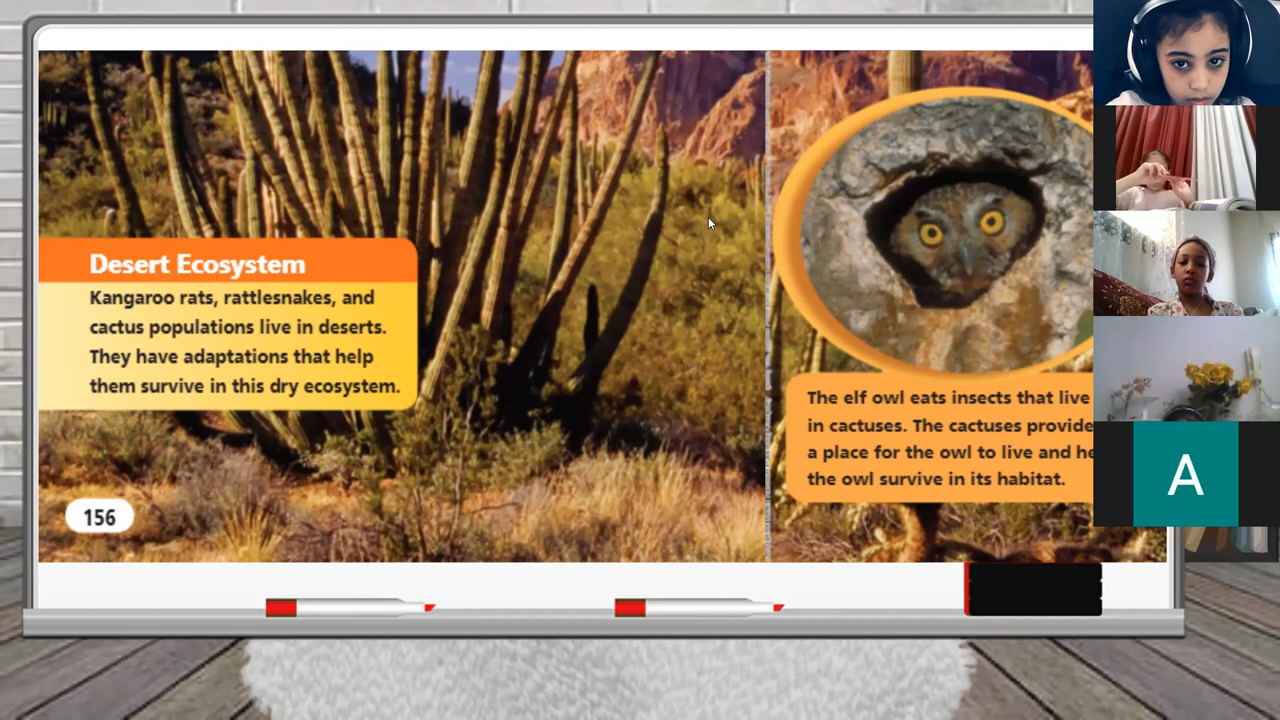 Desert Ecosystem
Kangaroo rats, rattlesnakes, and
cactus populations live in deserts.
They have adaptations that help
them survive in this dry ecosystem.
156
The elf owl eats insects that live
in cactuses. The cactuses provide
a place for the owl to live and
the owl survive in its habitat.
A